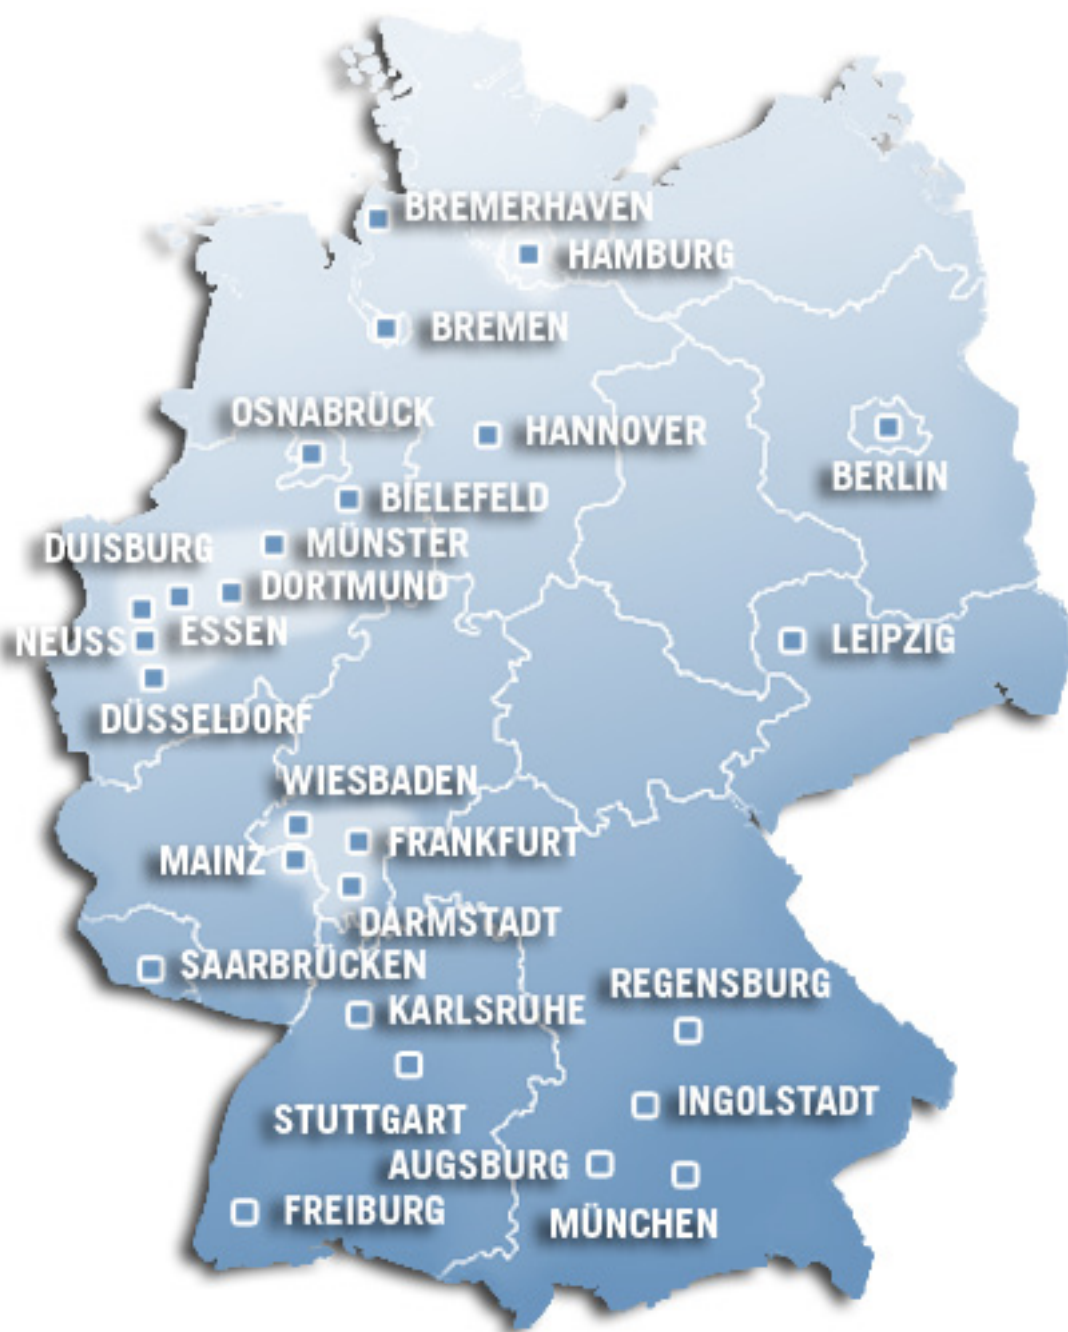 BREMERHAVEN
HAMBURG
BREMEN
OSNABRÜCK
HANNOVER
BERLIN
BIELEFELD
DUISBURG
MÜNSTER
DORTMUND
ESSEN
NEUSS
LEIPZIG
DÜSSELDORF
WIESBADEN
FRANKFURT
MAINZ
DARMSTADT
SAARBRÜCKEN
REGENSBURG
KARLSRUHE
INGOLSTADT
STUTTGART
AUGSBURG
FREIBURG
MÜNCHEN